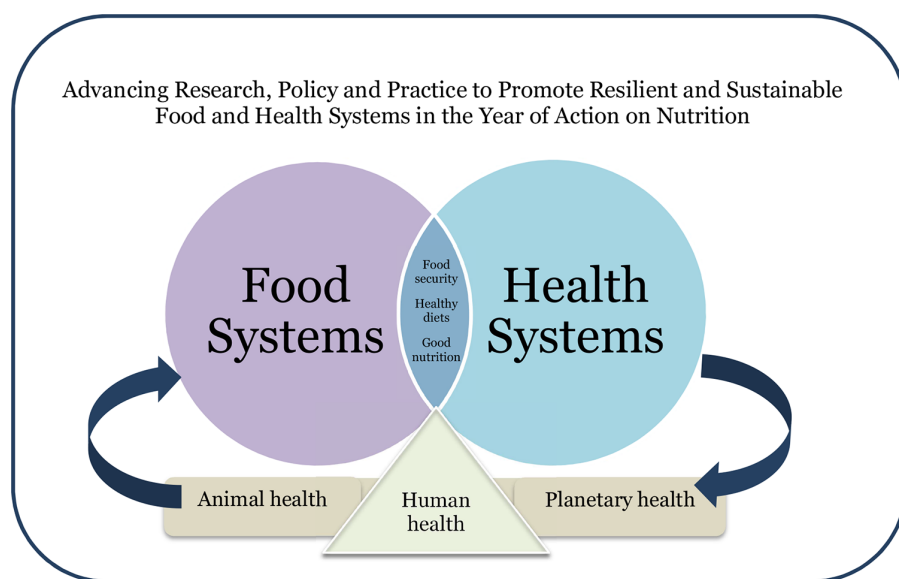 Advancing Research, Policy and Practice to Promote Resilient and Sustainable
Food and Health Systems in the Year of Action on Nutrition
Food
Systems
Food
security
Healthy
diets
Good
nutrition
Health
Systems
Animal health
Human
health
Planetary health